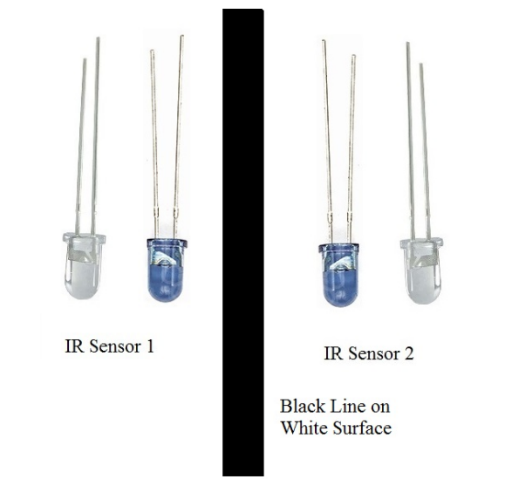 IR Sensor 1
IR Sensor 2
Black Line on
White Surface